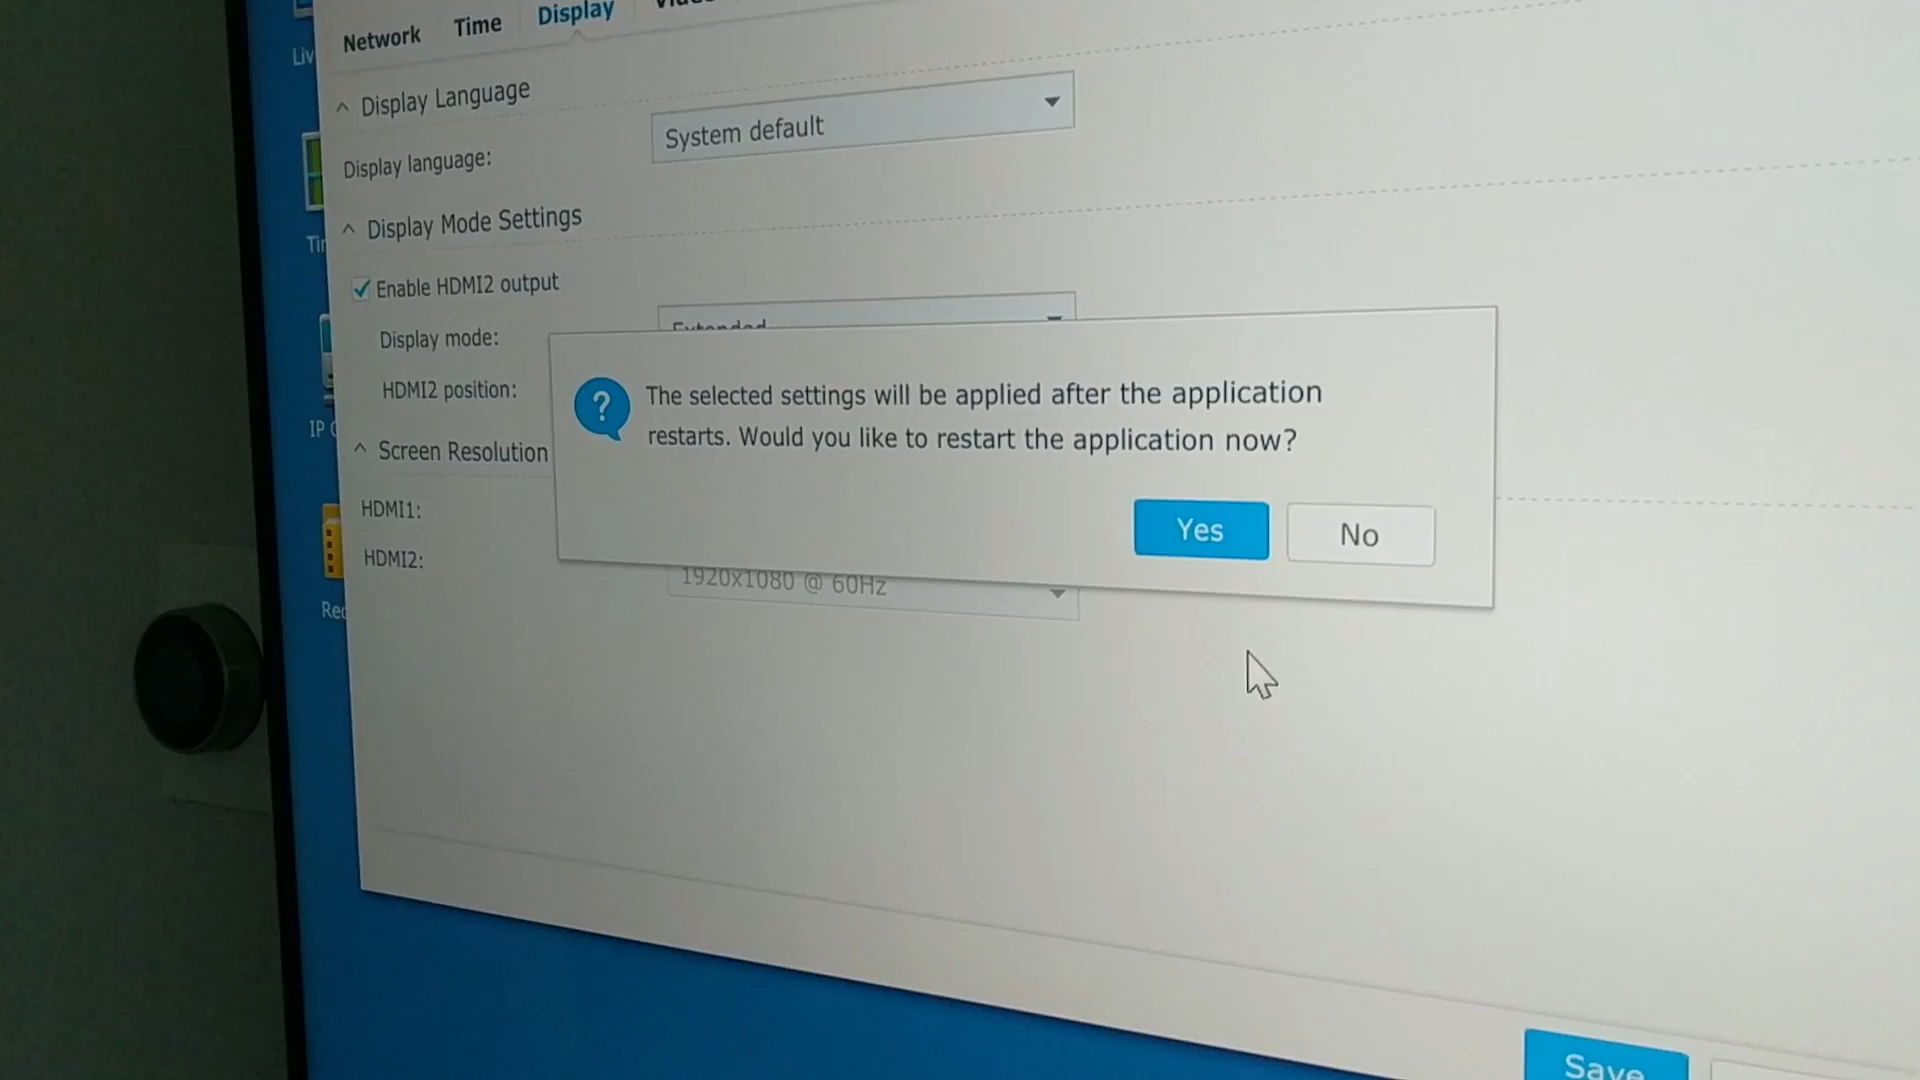 Network Time Display
Display Language
Display language: System default
Display Mode Settings
Enable HDMI2 output
Display mode: Extended
HDMI2 position:
The selected settings will be applied after the application
restarts. Would you like to restart the application now?
Yes No
Screen Resolution
HDMI1:
HDMI2: 1920x1080 @ 60Hz
Save